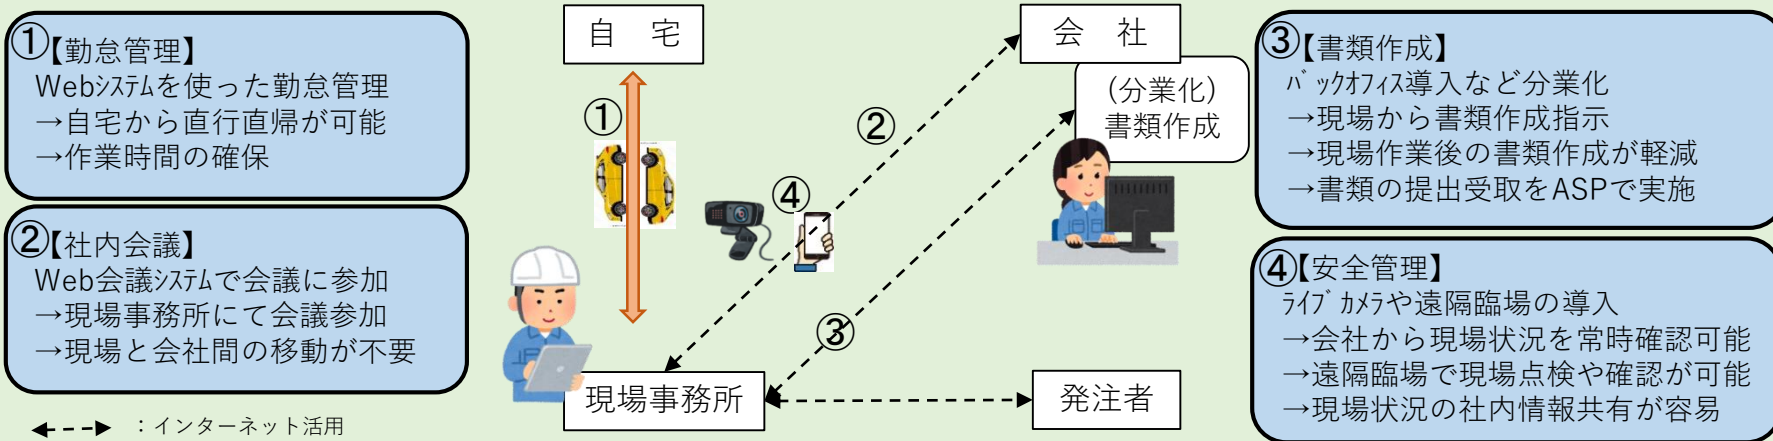 ①【勤怠管理】
Webｼｽﾃﾑを使った勤怠管理
→自宅から直行直帰が可能
→作業時間の確保
②【社内会議】
Web会議ｼｽﾃﾑで会議に参加
→現場事務所にて会議参加
→現場と会社間の移動が不要
：インターネット活用
自　宅
①
会　社
(分業化)
書類作成
②
④
③
現場事務所
発注者
③【書類作成】
ﾊﾞｯｸｵﾌｨｽ導入など分業化
→現場から書類作成指示
→現場作業後の書類作成が軽減
→書類の提出受取をASPで実施
④【安全管理】
ﾗｲﾌﾞｶﾒﾗや遠隔臨場の導入
→会社から現場状況を常時確認可能
→遠隔臨場で現場点検や確認が可能
→現場状況の社内情報共有が容易